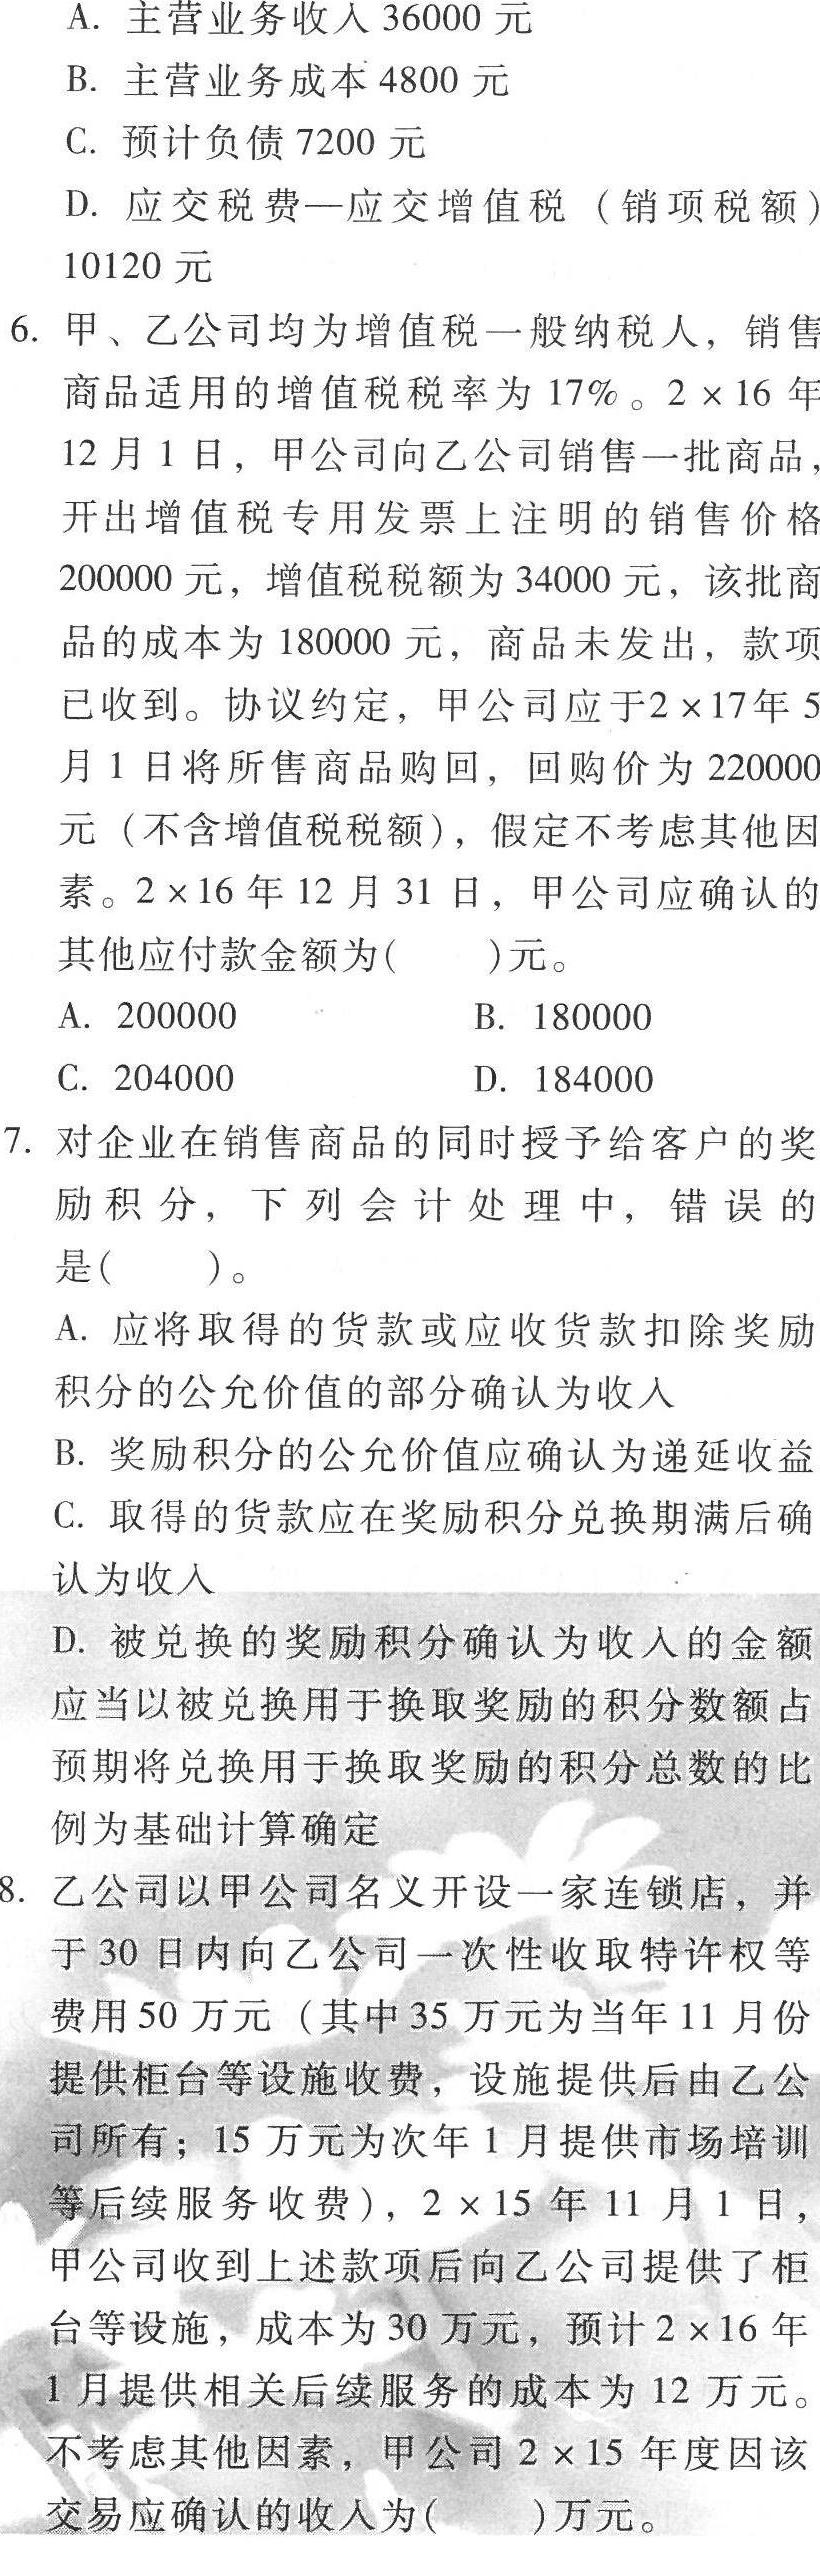 A. 主营业务收入 36000 元
B. 主营业务成本 4800 元
C. 预计负债 7200 元
D. 应交税费—应交增值税（销项税额）
10120 元
6. 甲、乙公司均为增值税一般纳税人，销售
商品适用的增值税税率为 17%。2×16 年
12 月 1 日，甲公司向乙公司销售一批商品，
开出增值税专用发票上注明的销售价格
200000 元，增值税税额为 34000 元，该批商
品的成本为 180000 元，商品未发出，款项
已收到。协议约定，甲公司应于2×17年 5
月 1 日将所售商品购回，回购价为 220000
元（不含增值税税额），假定不考虑其他因
素。2×16 年 12 月 31 日，甲公司应确认的
其他应付款金额为(    )元。
A. 200000    B. 180000
C. 204000    D. 184000
7. 对企业在销售商品的同时授予给客户的奖
励积分，下列会计处理中，错误的
是(    )。
A. 应将取得的货款或应收货款扣除奖励
积分的公允价值的部分确认为收入
B. 奖励积分的公允价值应确认为递延收益
C. 取得的货款应在奖励积分兑换期满后确
认为收入
D. 被兑换的奖励积分确认为收入的金额
应当以被兑换用于换取奖励的积分数额占
预期将兑换用于换取奖励的积分总数的比
例为基础计算确定
8. 乙公司以甲公司名义开设一家连锁店，并
于 30 日内向乙公司一次性收取特许权等
费用 50 万元（其中 35 万元为当年 11 月份
提供柜台等设施收费，设施提供后由乙公
司所有；15 万元为次年 1 月提供市场培训
等后续服务收费），2×15 年 11 月 1 日，
甲公司收到上述款项后向乙公司提供了柜
台等设施，成本为 30 万元，预计 2×16 年
1 月提供相关后续服务的成本为 12 万元。
不考虑其他因素，甲公司 2×15 年度因该
交易应确认的收入为(    )万元。